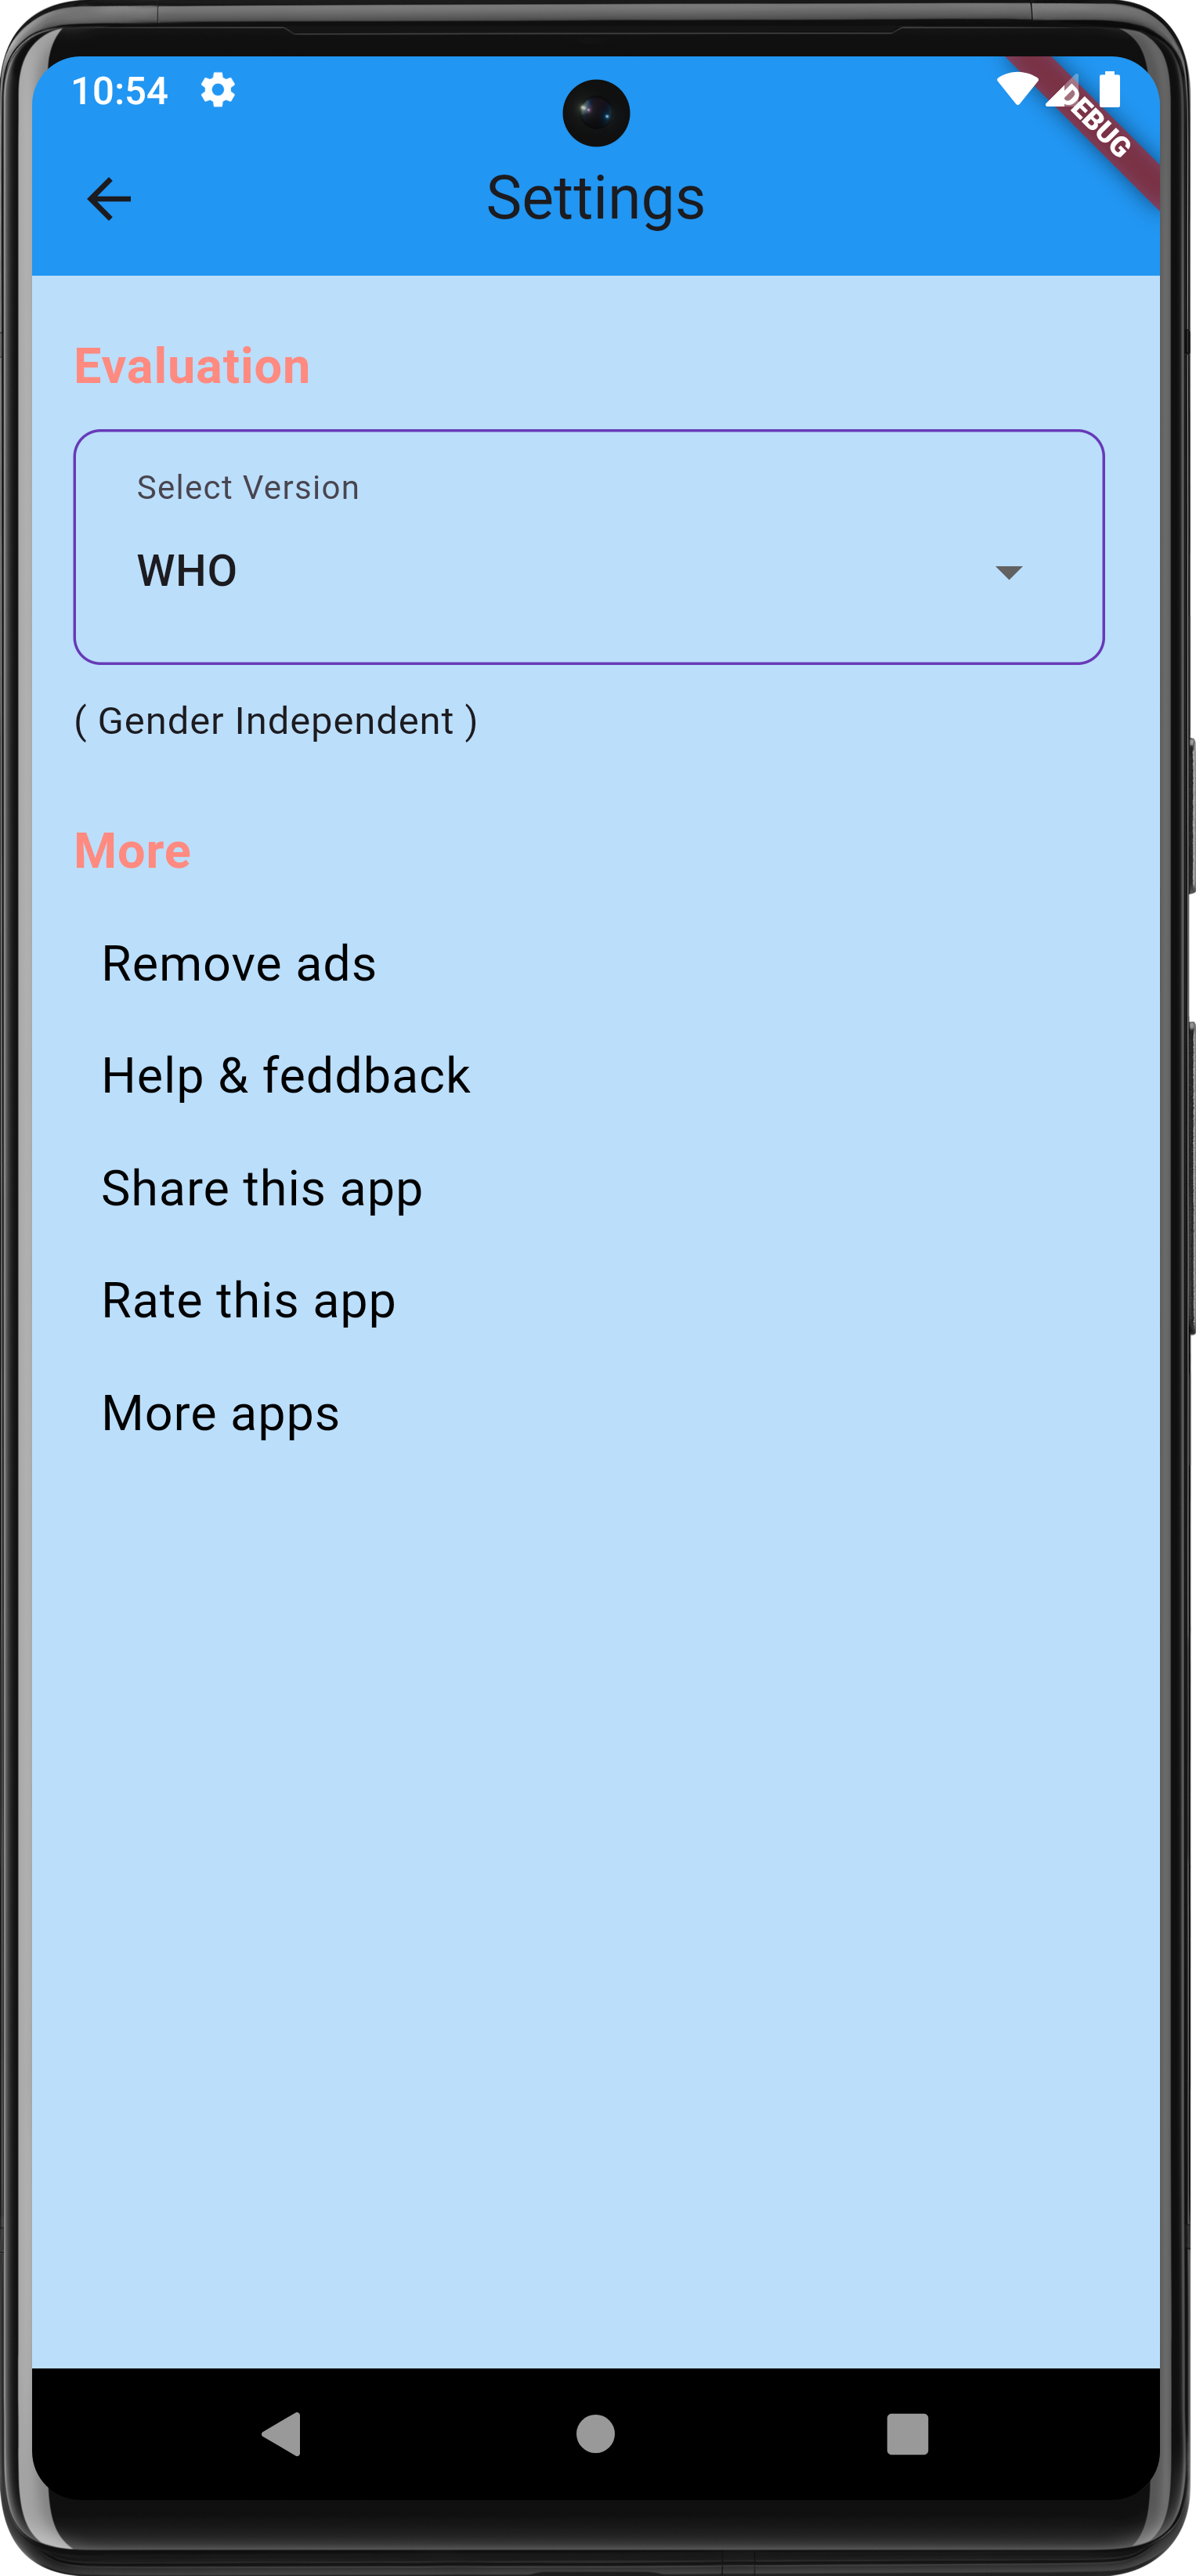 10:54
DEBUG
Settings
Evaluation
Select Version
WHO
( Gender Independent )
More
Remove ads
Help & feddback
Share this app
Rate this app
More apps